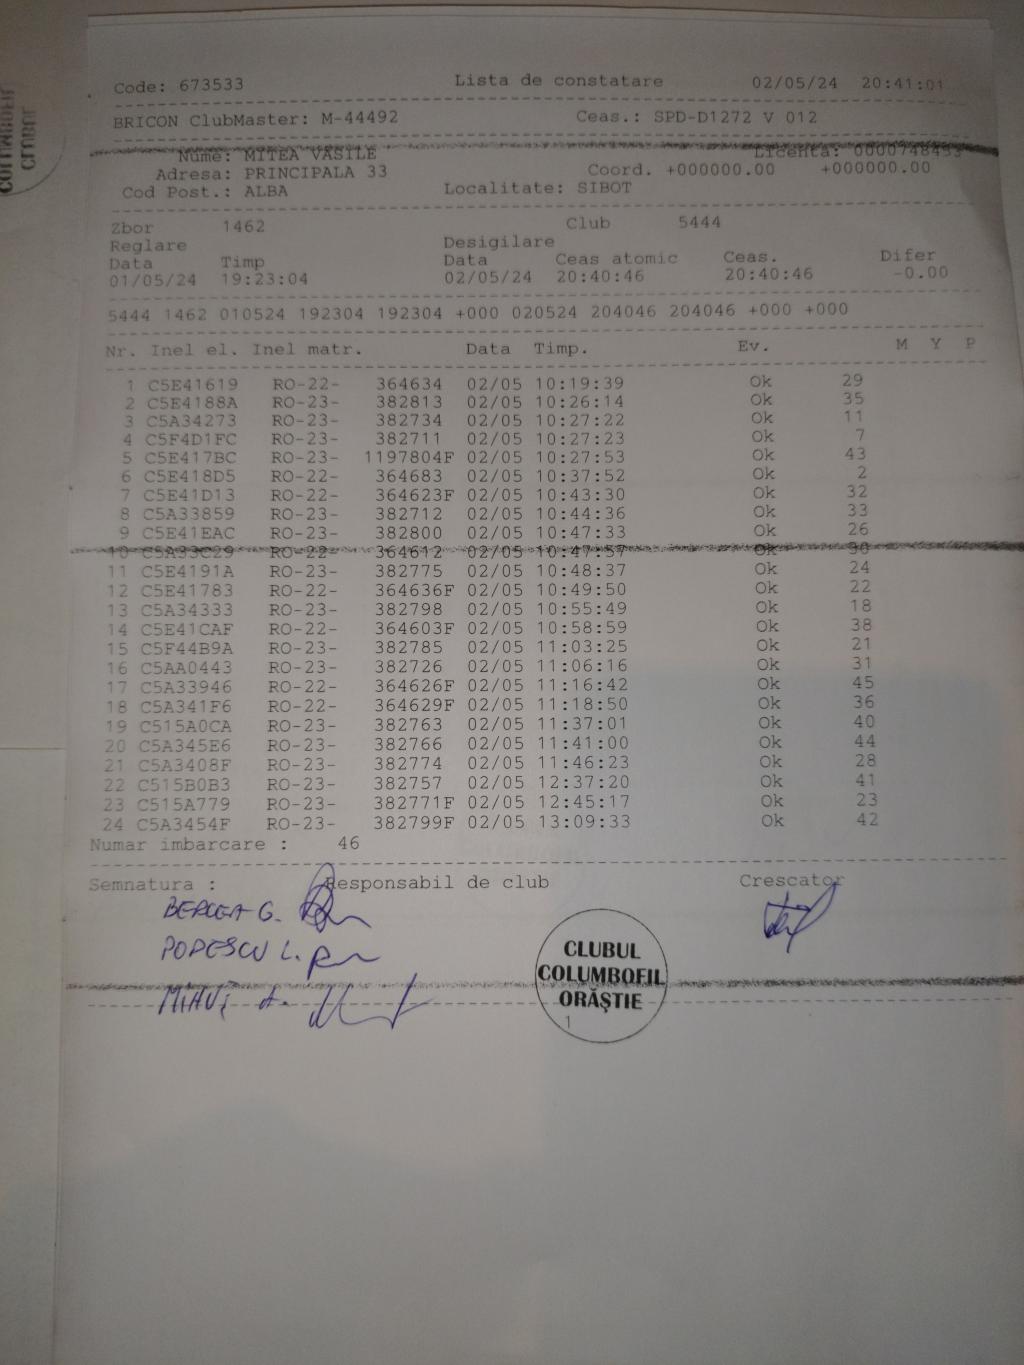 Code: 673533 Lista de constatare 02/05/24 20:41:01
BRICON ClubMaster: M-44492 Ceas.: SPD-D1272 V 012
Nume: MITEA VASILE Licenta: 0000748453
Adresa: PRINCIPALA 33 Coord. +000000.00 +000000.00
Cod Post.: ALBA Localitate: SIBOT
Zbor 1462 Club 5444
Reglare Desigilare
Data Timp Data Ceas atomic Ceas. Difer
01/05/24 19:23:04 02/05/24 20:40:46 20:40:46 -0.00
5444 1462 010524 192304 192304 +000 020524 204046 204046 +000 +000
Nr. Inel el. Inel matr. Data Timp. Ev. M Y P
1 C5E41619 RO-22- 364634 02/05 10:19:39 Ok 29
2 C5E4188A RO-23- 382813 02/05 10:26:14 Ok 35
3 C5A34273 RO-23- 382734 02/05 10:27:22 Ok 11
4 C5F4D1FC RO-23- 382711 02/05 10:27:23 Ok 7
5 C5E417BC RO-23- 1197804F 02/05 10:27:53 Ok 43
6 C5E418D5 RO-22- 364683 02/05 10:37:52 Ok 2
7 C5E41D13 RO-22- 364623F 02/05 10:43:30 Ok 32
8 C5A33859 RO-23- 382712 02/05 10:44:36 Ok 33
9 C5E41EAC RO-23- 382800 02/05 10:47:33 Ok 26
10 C5A33C29 RO-22- 364612 02/05 10:47:57 Ok 30
11 C5E4191A RO-23- 382775 02/05 10:48:37 Ok 24
12 C5E41783 RO-22- 364636F 02/05 10:49:50 Ok 22
13 C5A34333 RO-23- 382798 02/05 10:55:49 Ok 18
14 C5E41CAF RO-22- 364603F 02/05 10:58:59 Ok 38
15 C5F44B9A RO-23- 382785 02/05 11:03:25 Ok 21
16 C5AA0443 RO-23- 382726 02/05 11:06:16 Ok 31
17 C5A33946 RO-22- 364626F 02/05 11:16:42 Ok 45
18 C5A341F6 RO-22- 364629F 02/05 11:18:50 Ok 36
19 C515A0CA RO-23- 382763 02/05 11:37:01 Ok 40
20 C5A345E6 RO-23- 382766 02/05 11:41:00 Ok 44
21 C5A3408F RO-23- 382774 02/05 11:46:23 Ok 28
22 C515B0B3 RO-23- 382757 02/05 12:37:20 Ok 41
23 C515A779 RO-23- 382771F 02/05 12:45:17 Ok 23
24 C5A3454F RO-23- 382799F 02/05 13:09:33 Ok 42
Numar imbarcare : 46
Semnatura : Responsabil de club Crescator
BERCEA G.
POPESCU L.
CLUBUL
COLUMBOFIL
ORĂŞTIE
1
COLUMBOFIL
CLUBUL